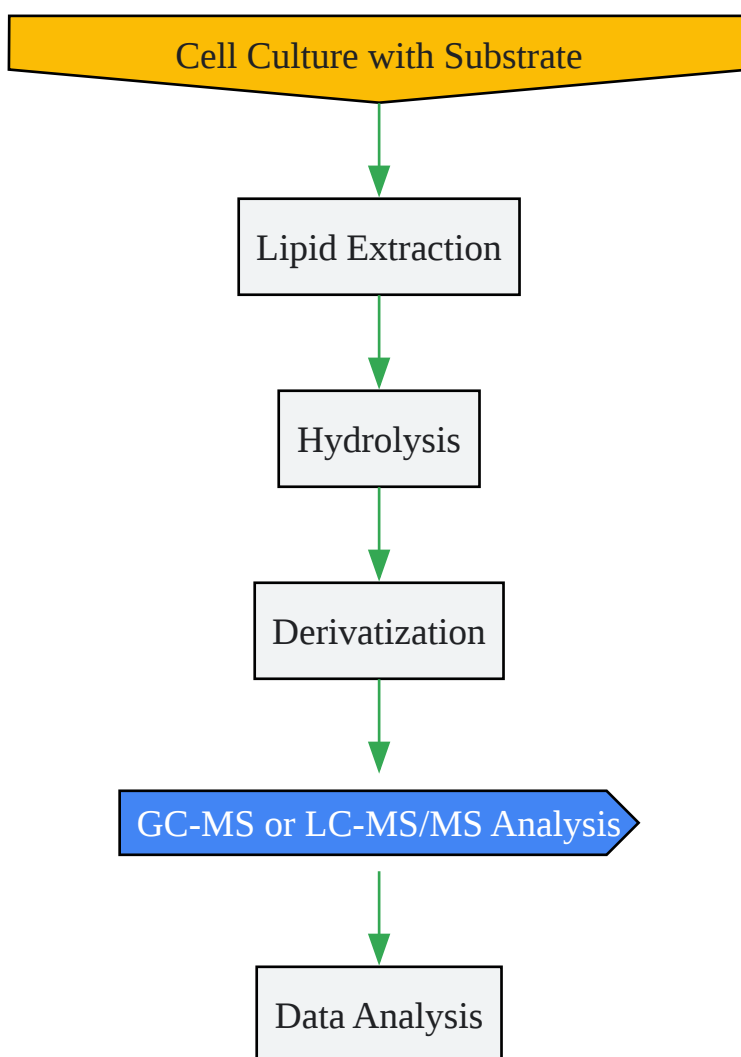 Cell Culture with Substrate
Lipid Extraction
Hydrolysis
Derivatization
GC-MS or LC-MS/MS Analysis
Data Analysis